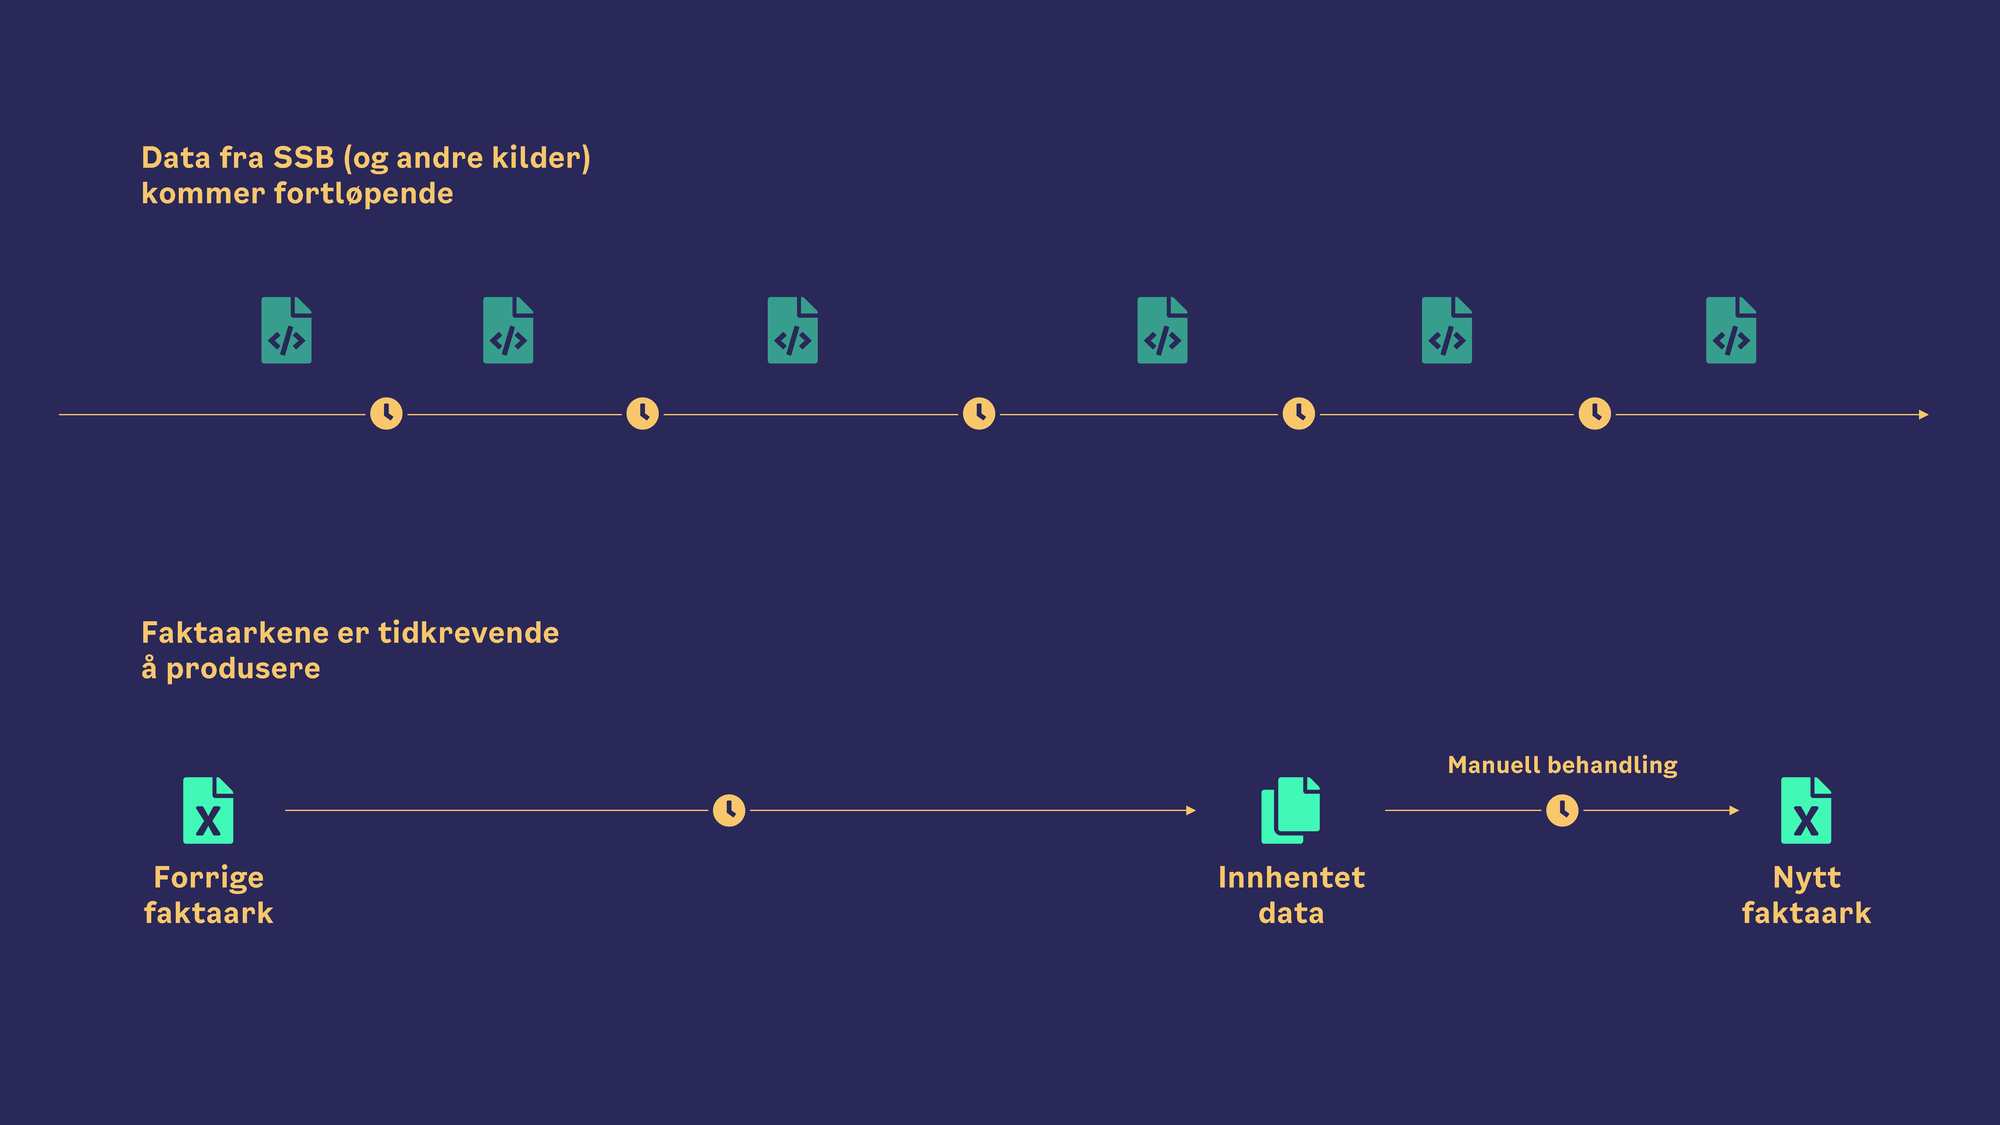 Data fra SSB (og andre kilder)
kommer fortløpende
Faktaarkene er tidkrevende
å produsere
Manuell behandling
Forrige
faktaark
Innhentet
data
Nytt
faktaark